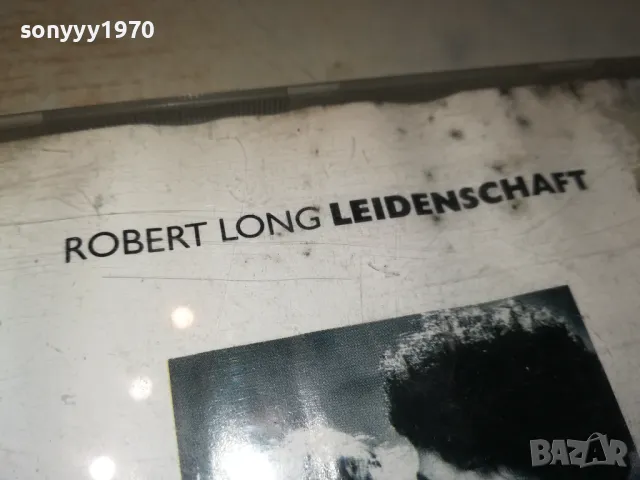 sonyyy1970
ROBERT LONG LEIDENSCHAFT
BAZAR